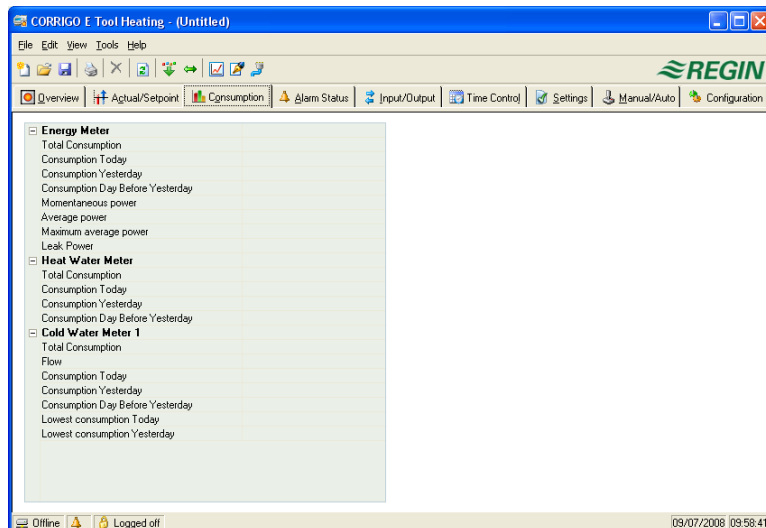 CORRIGO E Tool Heating - (Untitled)
File Edit View Tools Help
REGIN
Overview Actual/Setpoint Consumption Alarm Status Input/Output Time Control Settings Manual/Auto Configuration
Energy Meter
Total Consumption
Consumption Today
Consumption Yesterday
Consumption Day Before Yesterday
Momentaneous power
Average power
Maximum average power
Leak Power
Heat Water Meter
Total Consumption
Consumption Today
Consumption Yesterday
Consumption Day Before Yesterday
Cold Water Meter 1
Total Consumption
Flow
Consumption Today
Consumption Yesterday
Consumption Day Before Yesterday
Lowest consumption Today
Lowest consumption Yesterday
Offline Logged off 09/07/2008 09:58:41